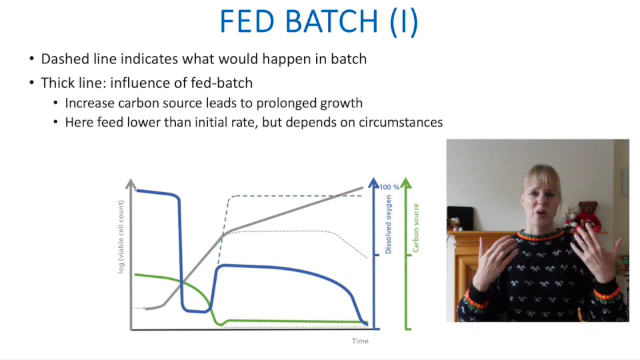 FED BATCH (I)
• Dashed line indicates what would happen in batch
• Thick line: influence of fed-batch
• Increase carbon source leads to prolonged growth
• Here feed lower than initial rate, but depends on circumstances
log (viable cell count)
100 %
Dissolved oxygen
Carbon source
Time